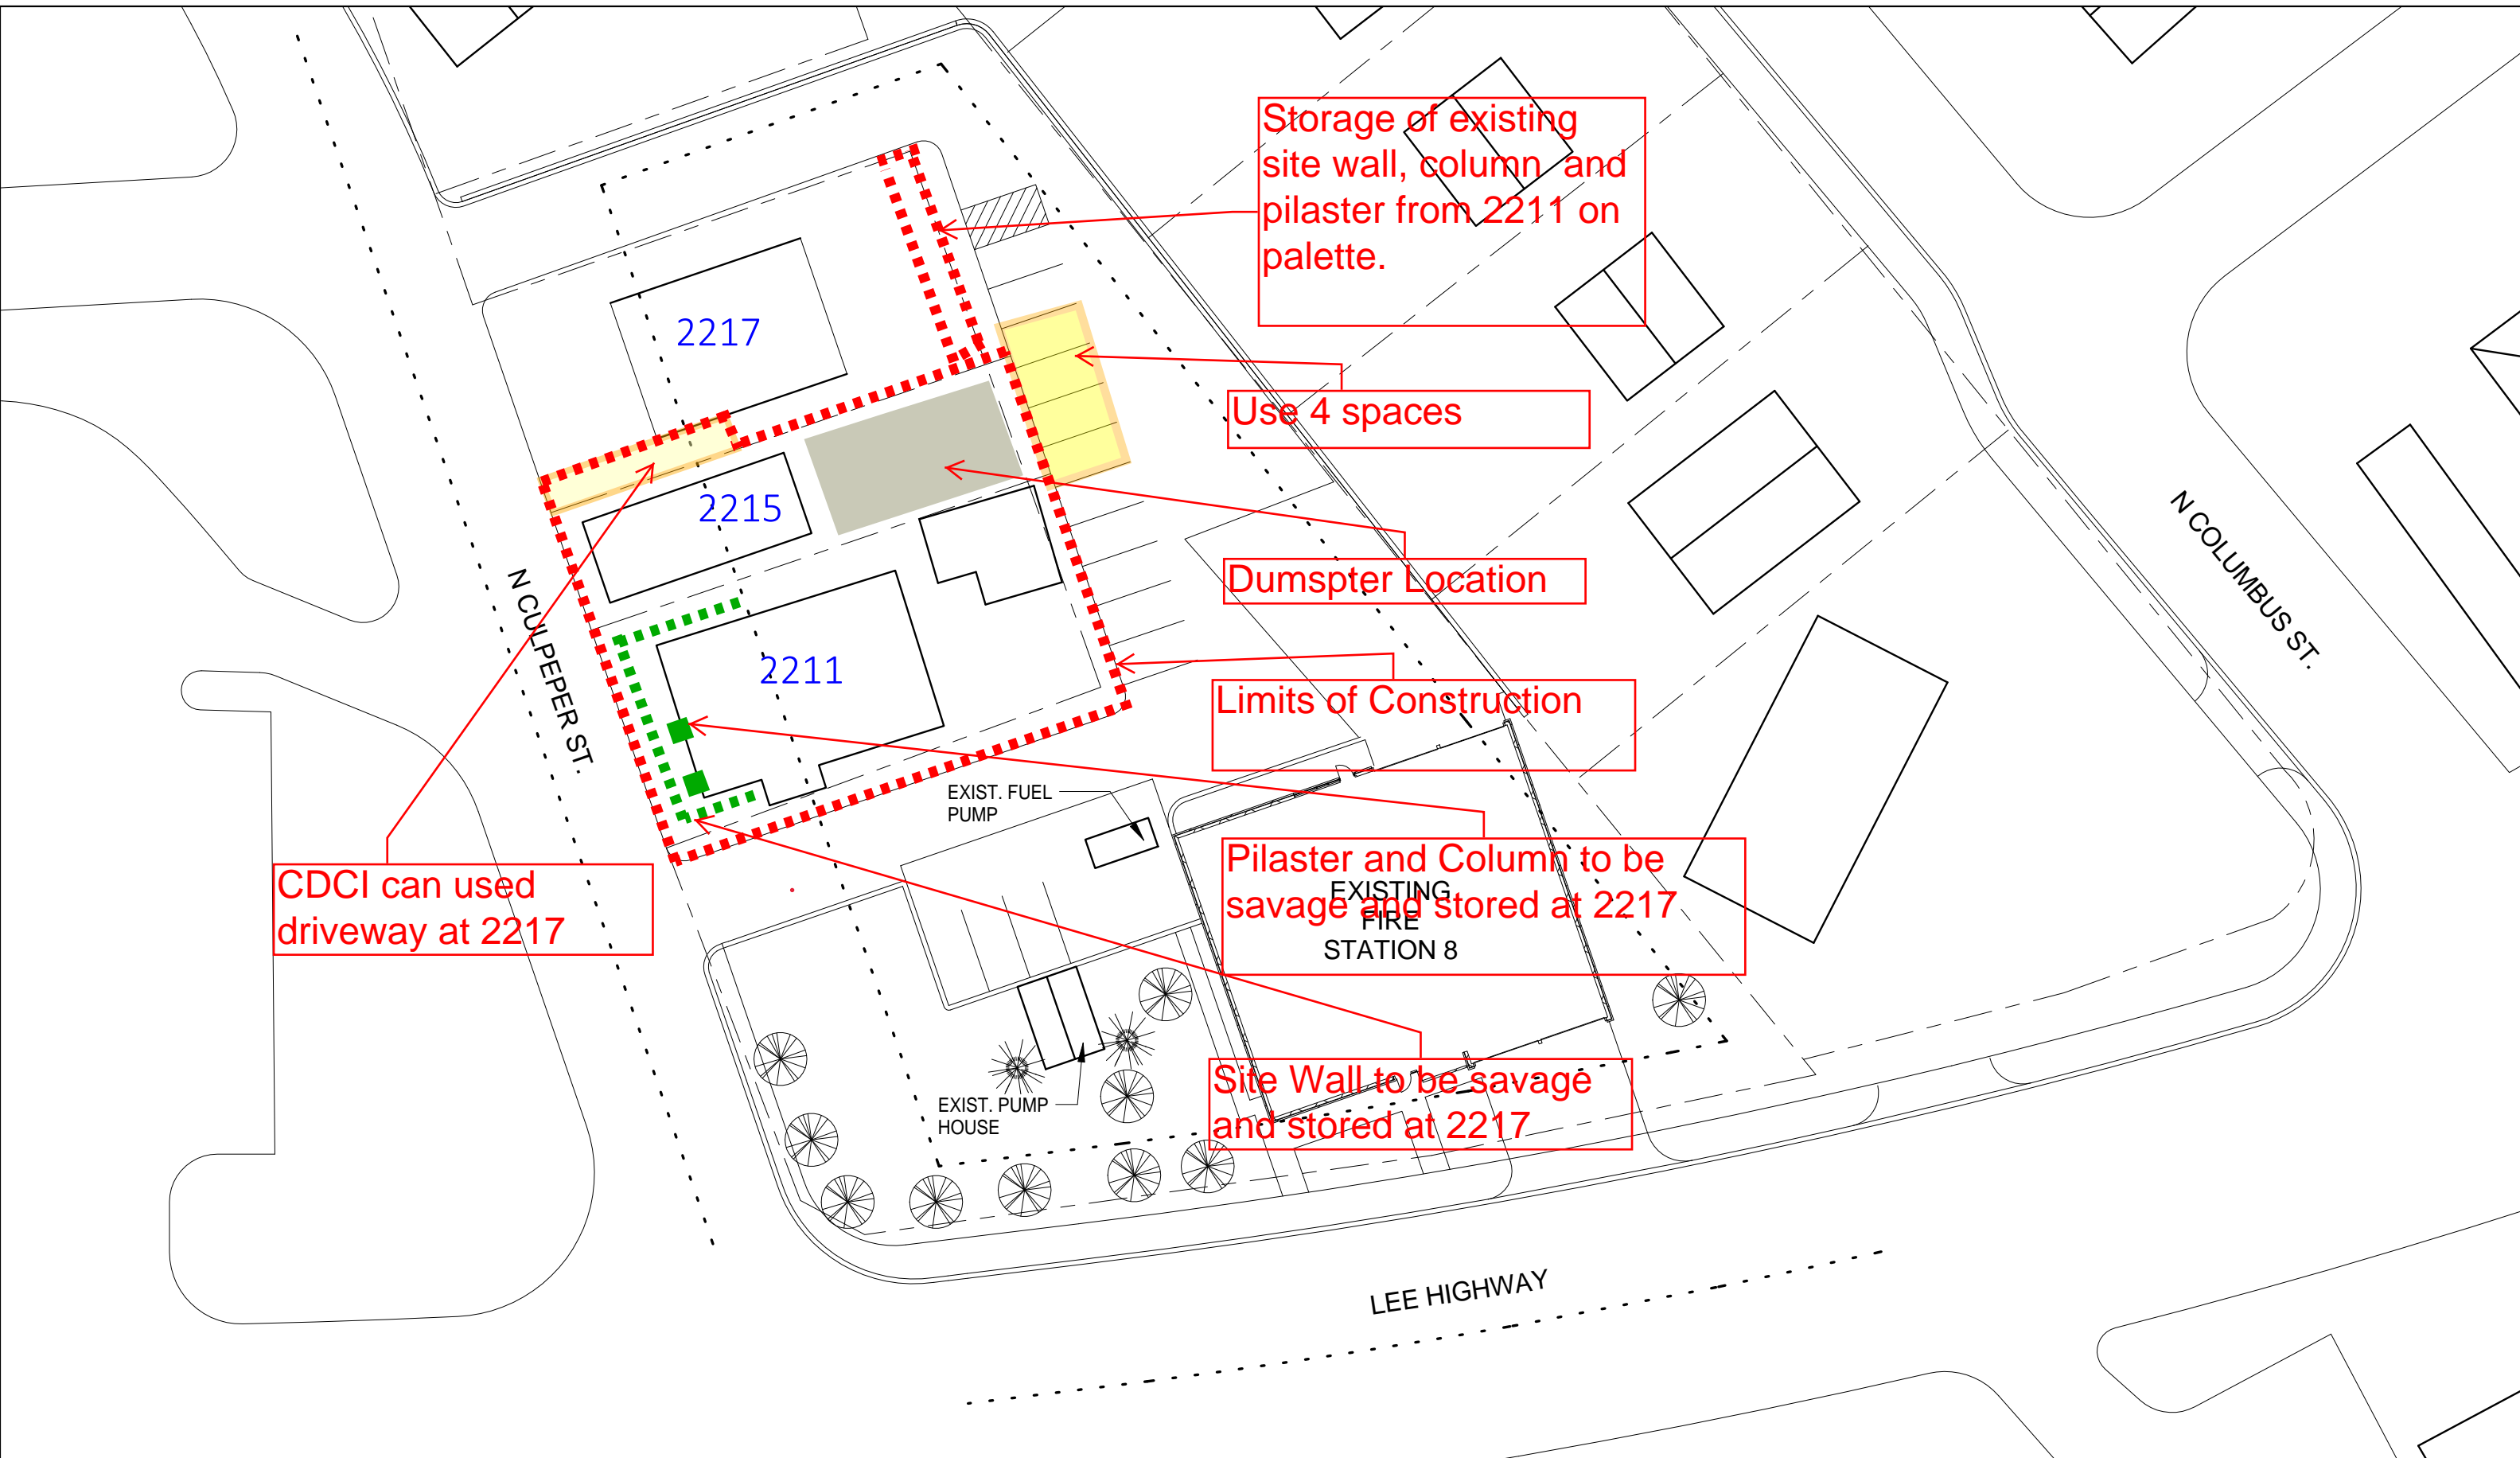 Storage of existing
site wall, column and
pilaster from 2211 on
palette.
2217
Use 4 spaces
2215
Dumspter Location
N COLUMBUS ST.
N CULPEPER ST.
2211
Limits of Construction
EXIST. FUEL
PUMP
CDCI can used
driveway at 2217
Pilaster and Column to be
savage and stored at 2217
EXISTING
FIRE
STATION 8
Site Wall to be savage
and stored at 2217
EXIST. PUMP
HOUSE
LEE HIGHWAY